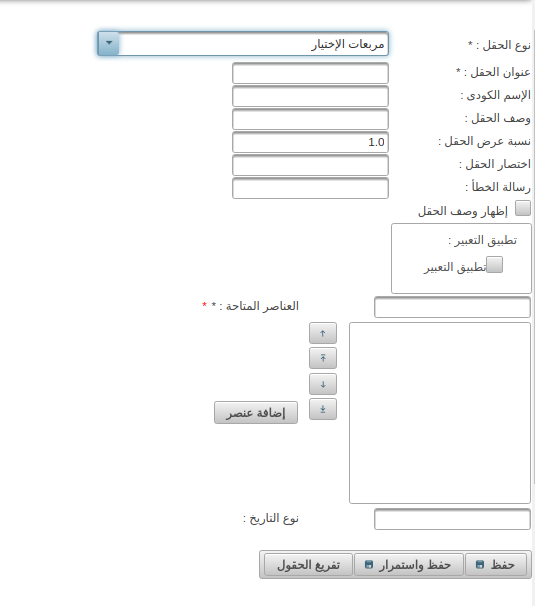 نوع الحقل : * مربعات الإختيار
عنوان الحقل : *
الإسم الكودى :
وصف الحقل :
نسبة عرض الحقل : 1.0
اختصار الحقل :
رسالة الخطأ :
إظهار وصف الحقل
تطبيق التعبير :
تطبيق التعبير
العناصر المتاحة : * *
إضافة عنصر
نوع التاريخ :
حفظ حفظ واستمرار تفريغ الحقول